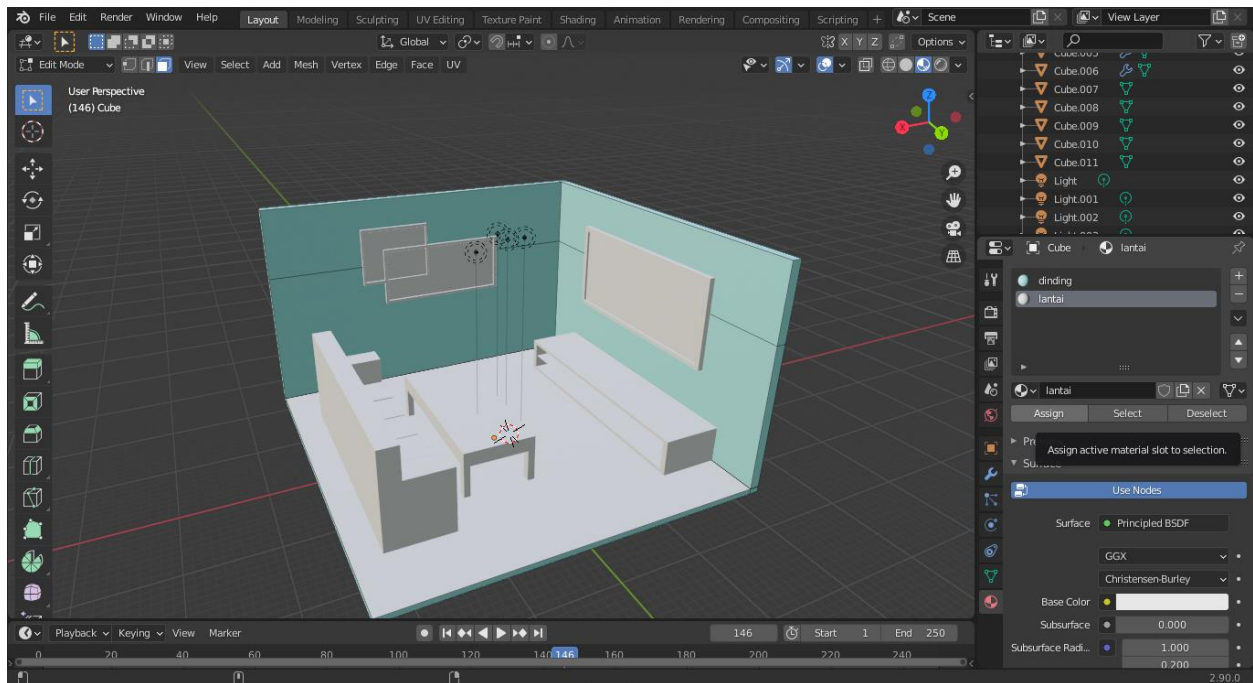 File Edit Render Window Help Layout Modeling Sculpting UV Editing Texture Paint Shading Animation Rendering Compositing Scripting + Scene View Layer
Global X Y Z Options
Edit Mode View Select Add Mesh Vertex Edge Face UV
User Perspective
(146) Cube
Z
X
Y
Cube.005
Cube.006
Cube.007
Cube.008
Cube.009
Cube.010
Cube.011
Light
Light.001
Light.002
Cube lantai
dinding
lantai
lantai
Assign Select Deselect
Assign active material slot to selection.
Use Nodes
Surface Principled BSDF
GGX
Christensen-Burley
Base Color
Subsurface 0.000
Subsurface Radi... 1.000
0.200
Playback Keying View Marker 146 Start 1 End 250
0 20 40 60 80 100 120 140 146 160 180 200 220 240
2.90.0